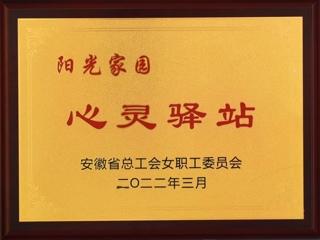 阳光家园
心灵驿站
安徽省总工会女职工委员会
二〇二二年三月